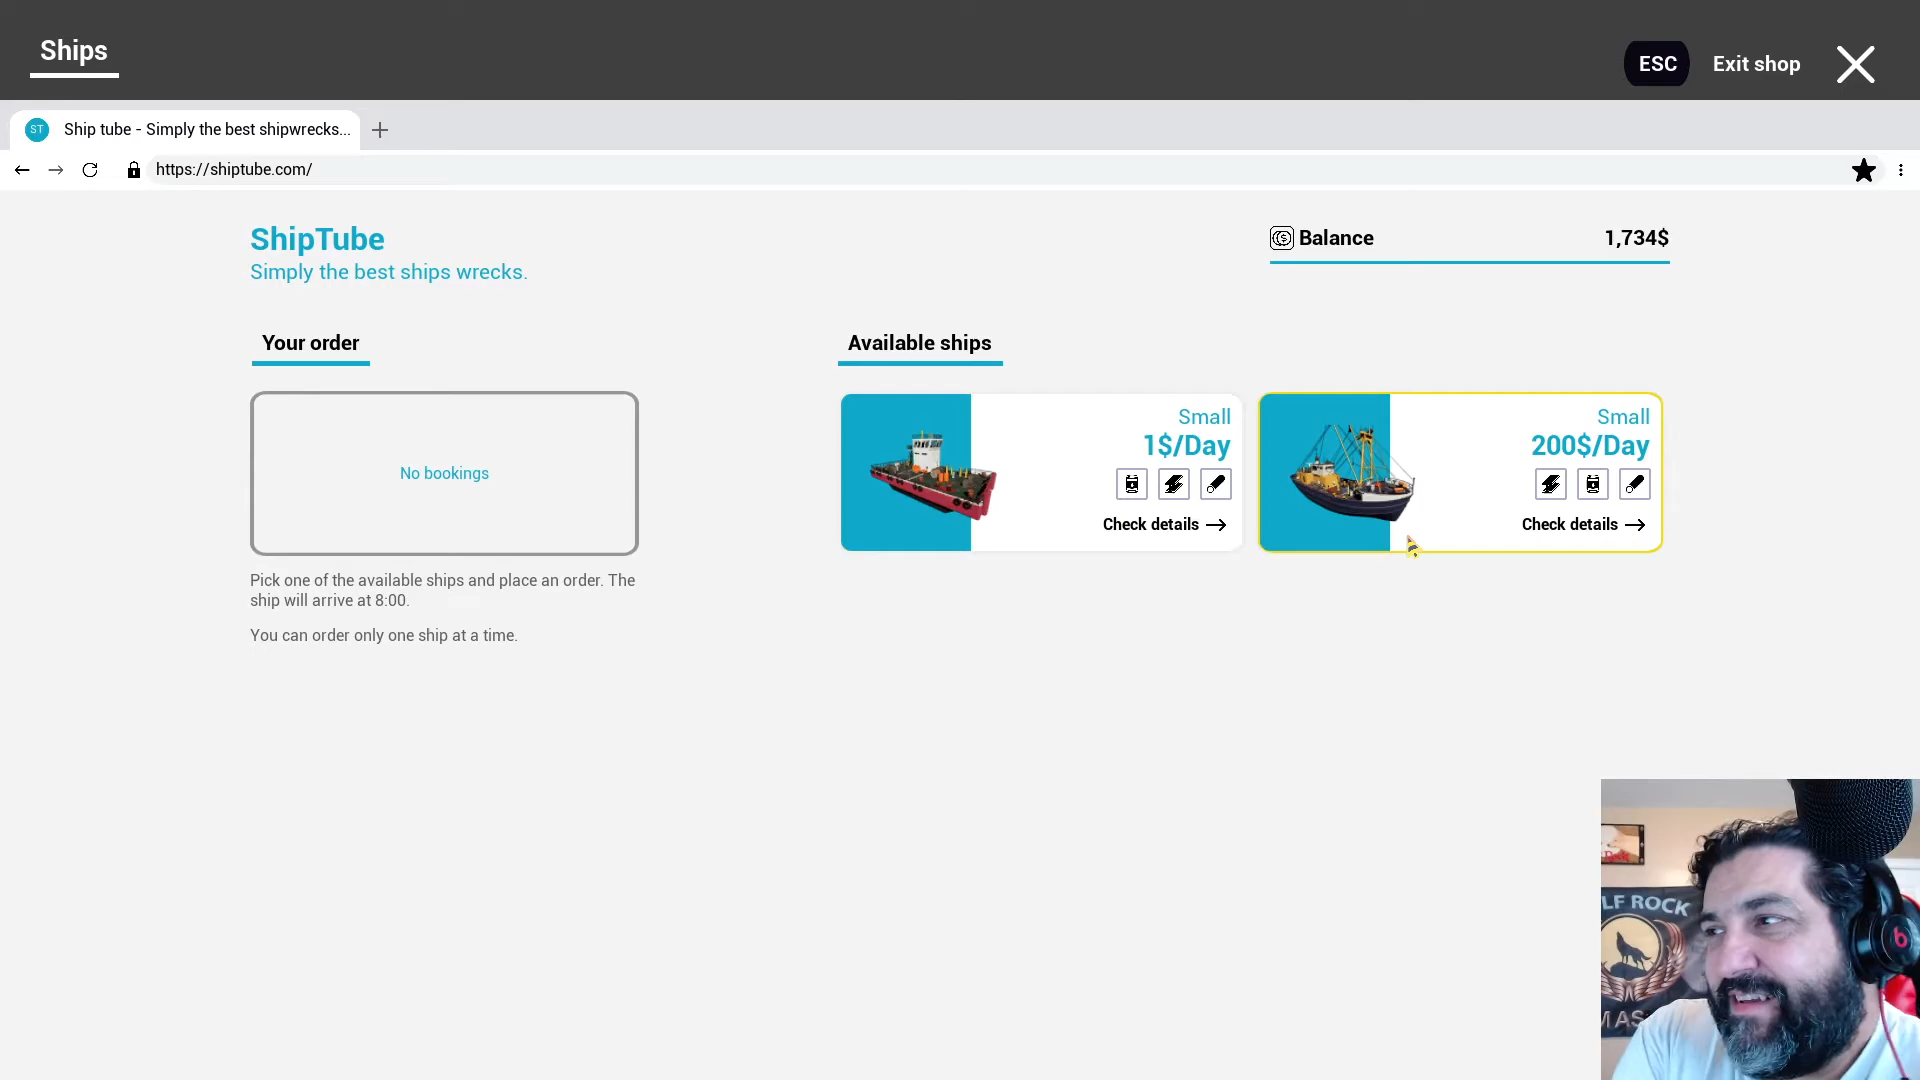 Ships
ESC Exit shop
ST Ship tube - Simply the best shipwrecks...
https://shiptube.com/
ShipTube
Simply the best ships wrecks.
Balance 1,734$
Your order
No bookings
Pick one of the available ships and place an order. The
ship will arrive at 8:00.
You can order only one ship at a time.
Available ships
Small
1$/Day
Check details
Small
200$/Day
Check details
LF ROCK
MAS